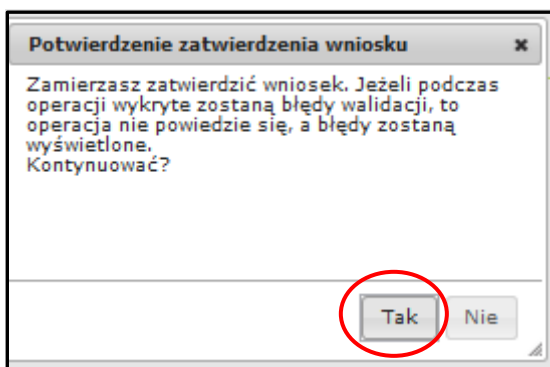 Potwierdzenie zatwierdzenia wniosku x
Zamierzasz zatwierdzić wniosek. Jeżeli podczas
operacji wykryte zostaną błędy walidacji, to
operacja nie powiedzie się, a błędy zostaną
wyświetlone.
Kontynuować?
Tak Nie